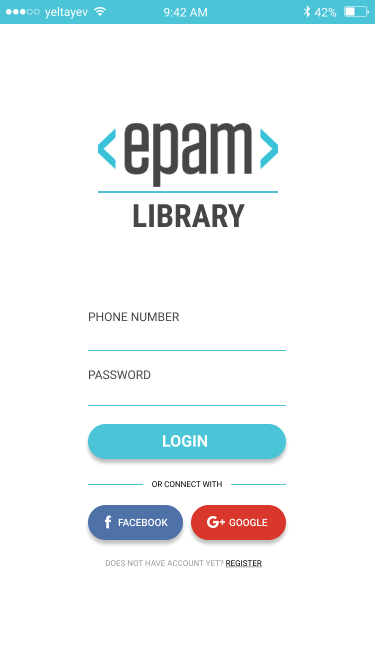 yeltayev 9:42 AM 42%
<epam>
LIBRARY
PHONE NUMBER
PASSWORD
LOGIN
OR CONNECT WITH
FACEBOOK G+ GOOGLE
DOES NOT HAVE ACCOUNT YET? REGISTER